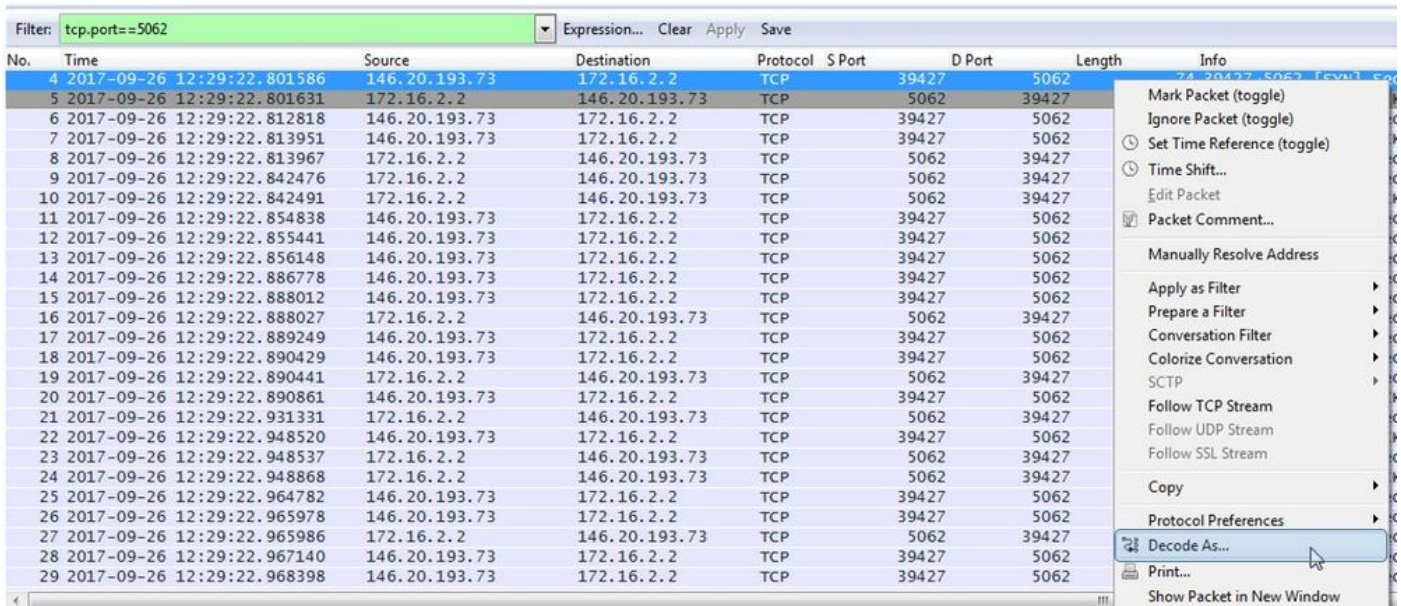 Filter: tcp.port==5062 Expression... Clear Apply Save
No. Time Source Destination Protocol S Port D Port Length Info
4 2017-09-26 12:29:22.801586 146.20.193.73 172.16.2.2 TCP 39427 5062 74 39427→5062 [SYN] Seq
5 2017-09-26 12:29:22.801631 172.16.2.2 146.20.193.73 TCP 5062 39427
6 2017-09-26 12:29:22.812818 146.20.193.73 172.16.2.2 TCP 39427 5062
7 2017-09-26 12:29:22.813951 146.20.193.73 172.16.2.2 TCP 39427 5062
8 2017-09-26 12:29:22.813967 172.16.2.2 146.20.193.73 TCP 5062 39427
9 2017-09-26 12:29:22.842476 172.16.2.2 146.20.193.73 TCP 5062 39427
10 2017-09-26 12:29:22.842491 172.16.2.2 146.20.193.73 TCP 5062 39427
11 2017-09-26 12:29:22.854838 146.20.193.73 172.16.2.2 TCP 39427 5062
12 2017-09-26 12:29:22.855441 146.20.193.73 172.16.2.2 TCP 39427 5062
13 2017-09-26 12:29:22.856148 146.20.193.73 172.16.2.2 TCP 39427 5062
14 2017-09-26 12:29:22.886778 146.20.193.73 172.16.2.2 TCP 39427 5062
15 2017-09-26 12:29:22.888012 146.20.193.73 172.16.2.2 TCP 39427 5062
16 2017-09-26 12:29:22.888027 172.16.2.2 146.20.193.73 TCP 5062 39427
17 2017-09-26 12:29:22.889249 146.20.193.73 172.16.2.2 TCP 39427 5062
18 2017-09-26 12:29:22.890429 146.20.193.73 172.16.2.2 TCP 39427 5062
19 2017-09-26 12:29:22.890441 172.16.2.2 146.20.193.73 TCP 5062 39427
20 2017-09-26 12:29:22.890861 146.20.193.73 172.16.2.2 TCP 39427 5062
21 2017-09-26 12:29:22.931331 172.16.2.2 146.20.193.73 TCP 5062 39427
22 2017-09-26 12:29:22.948520 146.20.193.73 172.16.2.2 TCP 39427 5062
23 2017-09-26 12:29:22.948537 172.16.2.2 146.20.193.73 TCP 5062 39427
24 2017-09-26 12:29:22.948868 172.16.2.2 146.20.193.73 TCP 5062 39427
25 2017-09-26 12:29:22.964782 146.20.193.73 172.16.2.2 TCP 39427 5062
26 2017-09-26 12:29:22.965978 146.20.193.73 172.16.2.2 TCP 39427 5062
27 2017-09-26 12:29:22.965986 172.16.2.2 146.20.193.73 TCP 5062 39427
28 2017-09-26 12:29:22.967140 146.20.193.73 172.16.2.2 TCP 39427 5062
29 2017-09-26 12:29:22.968398 146.20.193.73 172.16.2.2 TCP 39427 5062
Mark Packet (toggle)
Ignore Packet (toggle)
Set Time Reference (toggle)
Time Shift...
Edit Packet
Packet Comment...
Manually Resolve Address
Apply as Filter
Prepare a Filter
Conversation Filter
Colorize Conversation
SCTP
Follow TCP Stream
Follow UDP Stream
Follow SSL Stream
Copy
Protocol Preferences
Decode As...
Print...
Show Packet in New Window